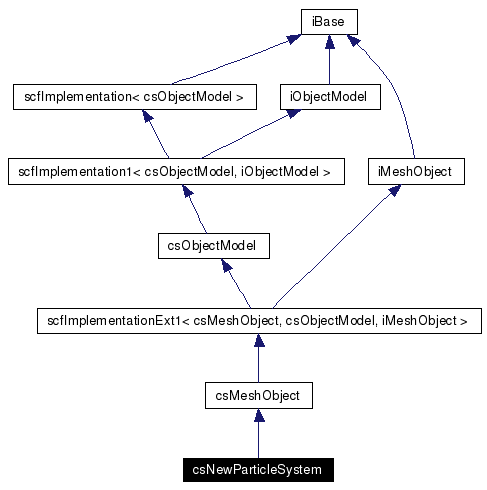 iBase
scfImplementation< csObjectModel >
iObjectModel
scfImplementation1< csObjectModel, iObjectModel >
iMeshObject
csObjectModel
scfImplementationExt1< csMeshObject, csObjectModel, iMeshObject >
csMeshObject
csNewParticleSystem